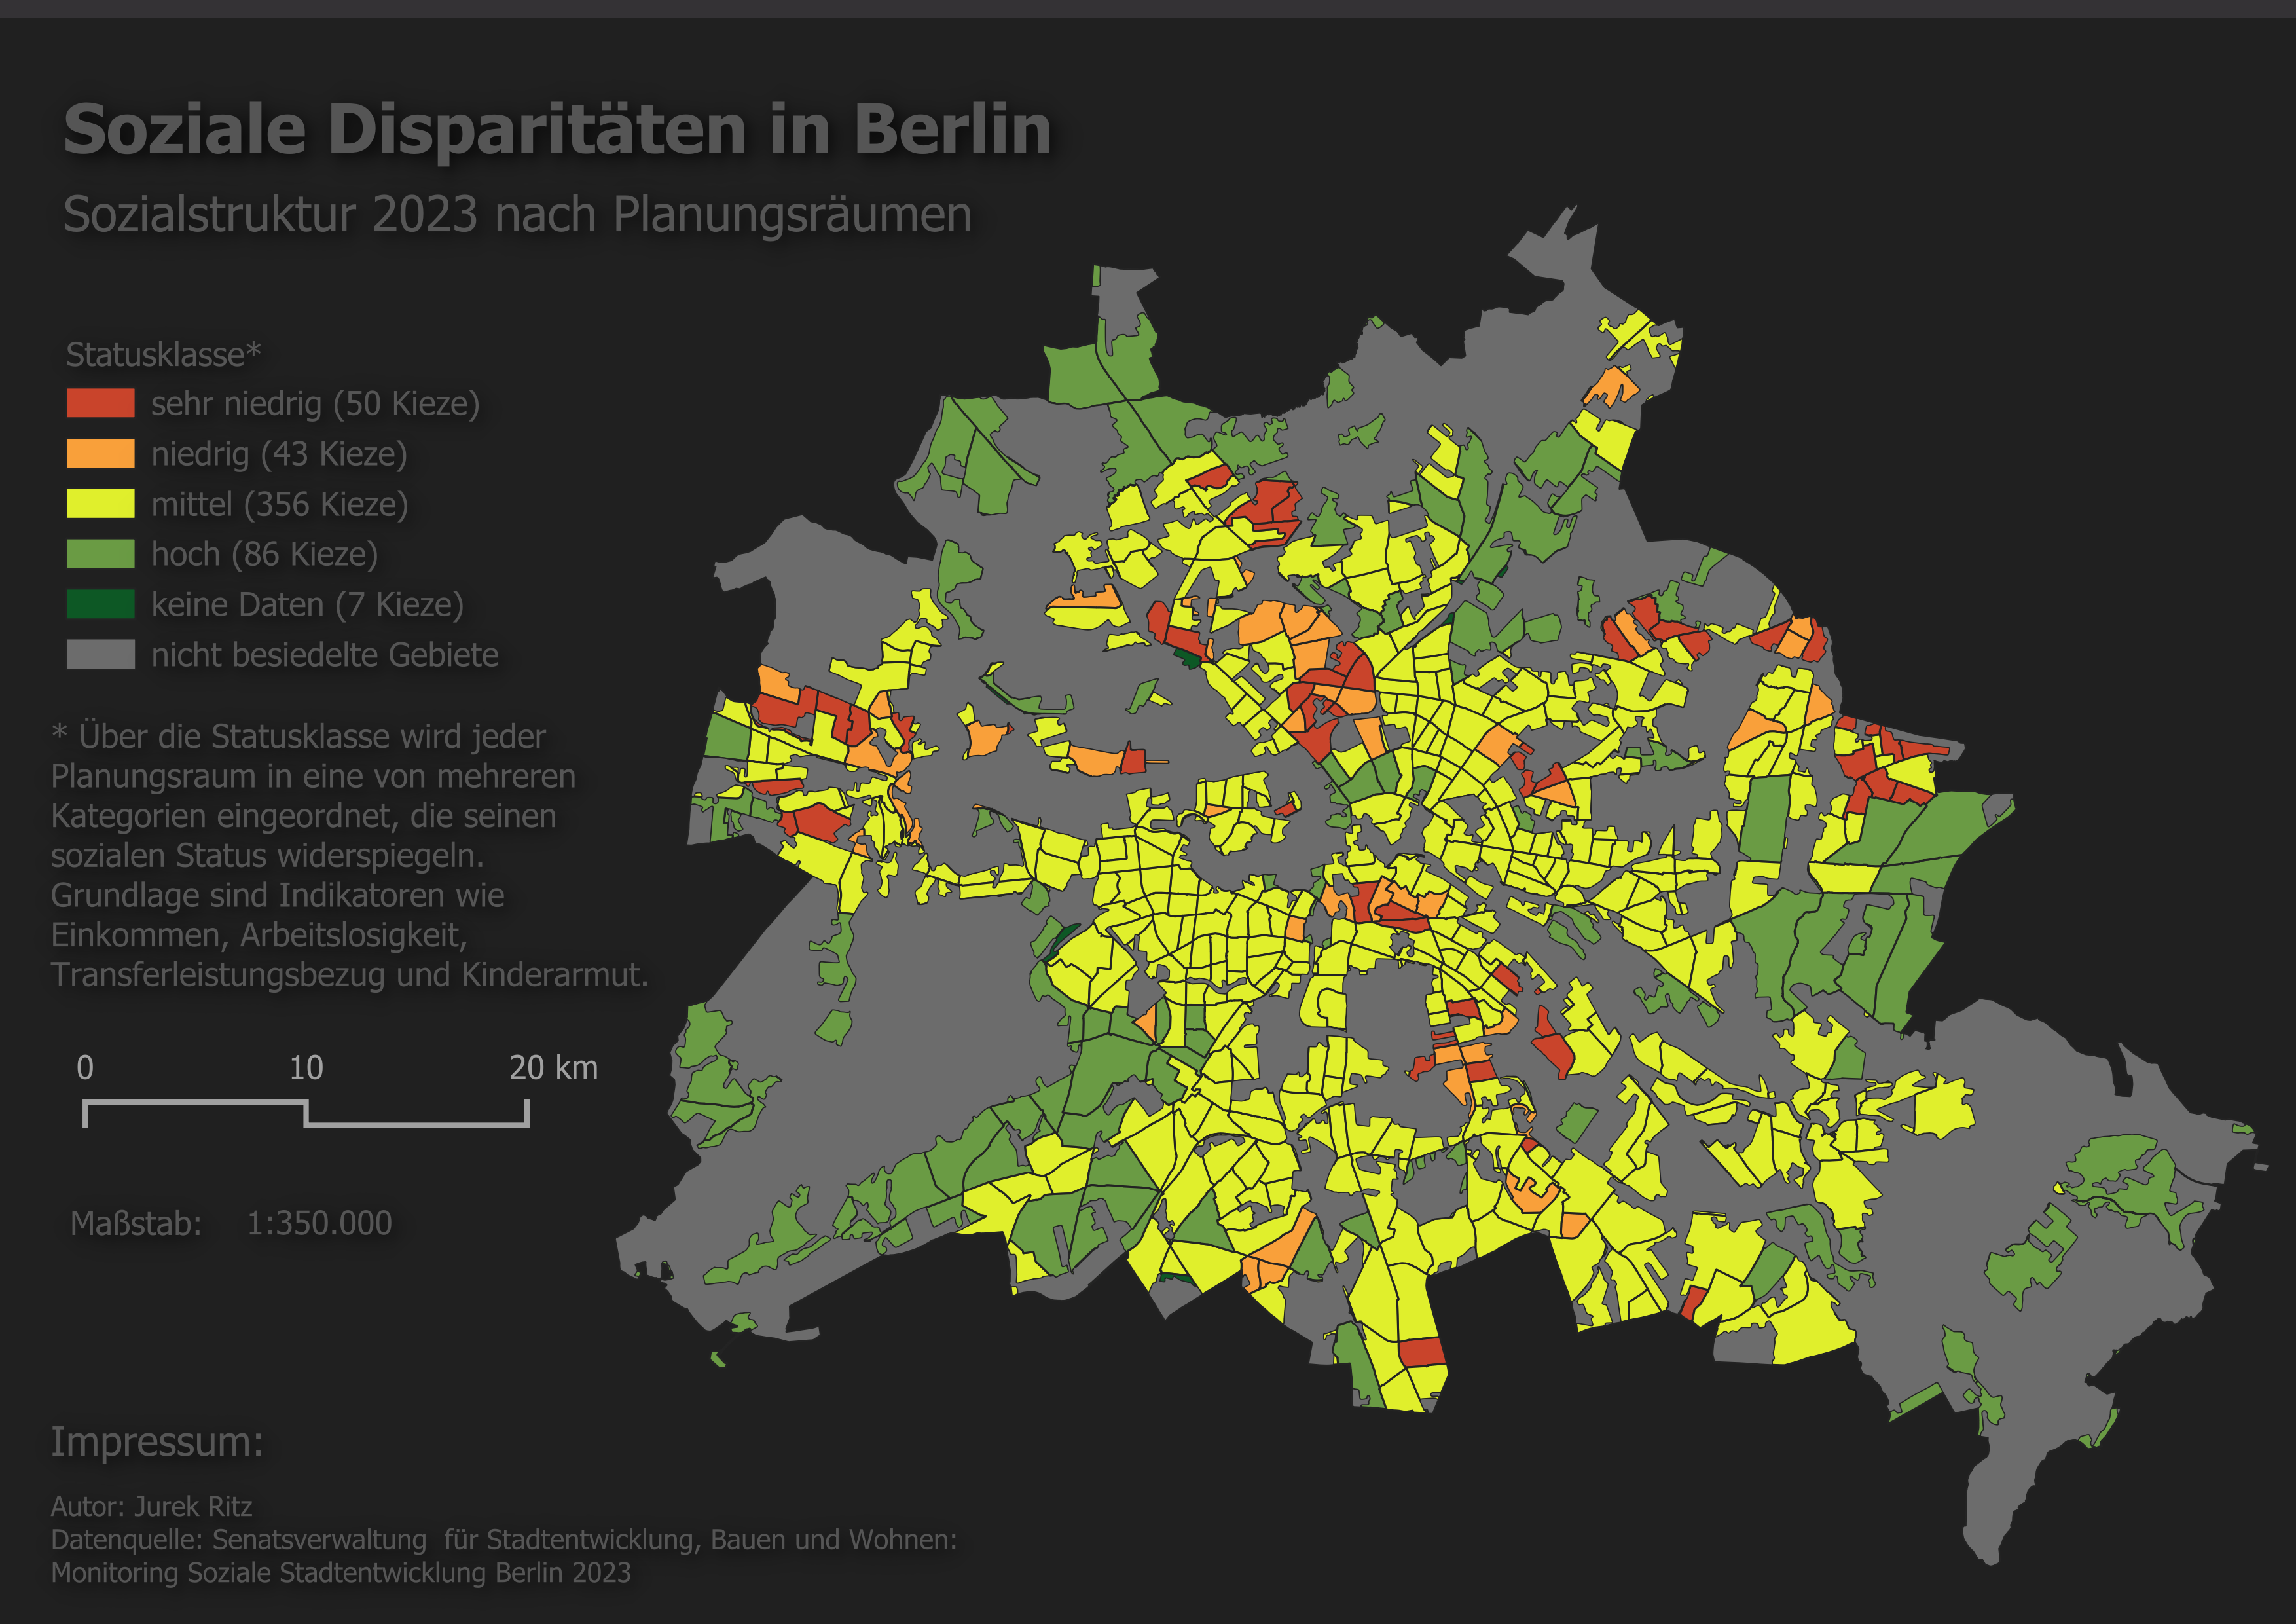 Soziale Disparitäten in Berlin
Sozialstruktur 2023 nach Planungsräumen
Statusklasse*
sehr niedrig (50 Kieze)
niedrig (43 Kieze)
mittel (356 Kieze)
hoch (86 Kieze)
keine Daten (7 Kieze)
nicht besiedelte Gebiete
* Über die Statusklasse wird jeder
Planungsraum in eine von mehreren
Kategorien eingeordnet, die seinen
sozialen Status widerspiegeln.
Grundlage sind Indikatoren wie
Einkommen, Arbeitslosigkeit,
Transferleistungsbezug und Kinderarmut.
0 10 20 km
Maßstab: 1:350.000
Impressum:
Autor: Jurek Ritz
Datenquelle: Senatsverwaltung für Stadtentwicklung, Bauen und Wohnen:
Monitoring Soziale Stadtentwicklung Berlin 2023